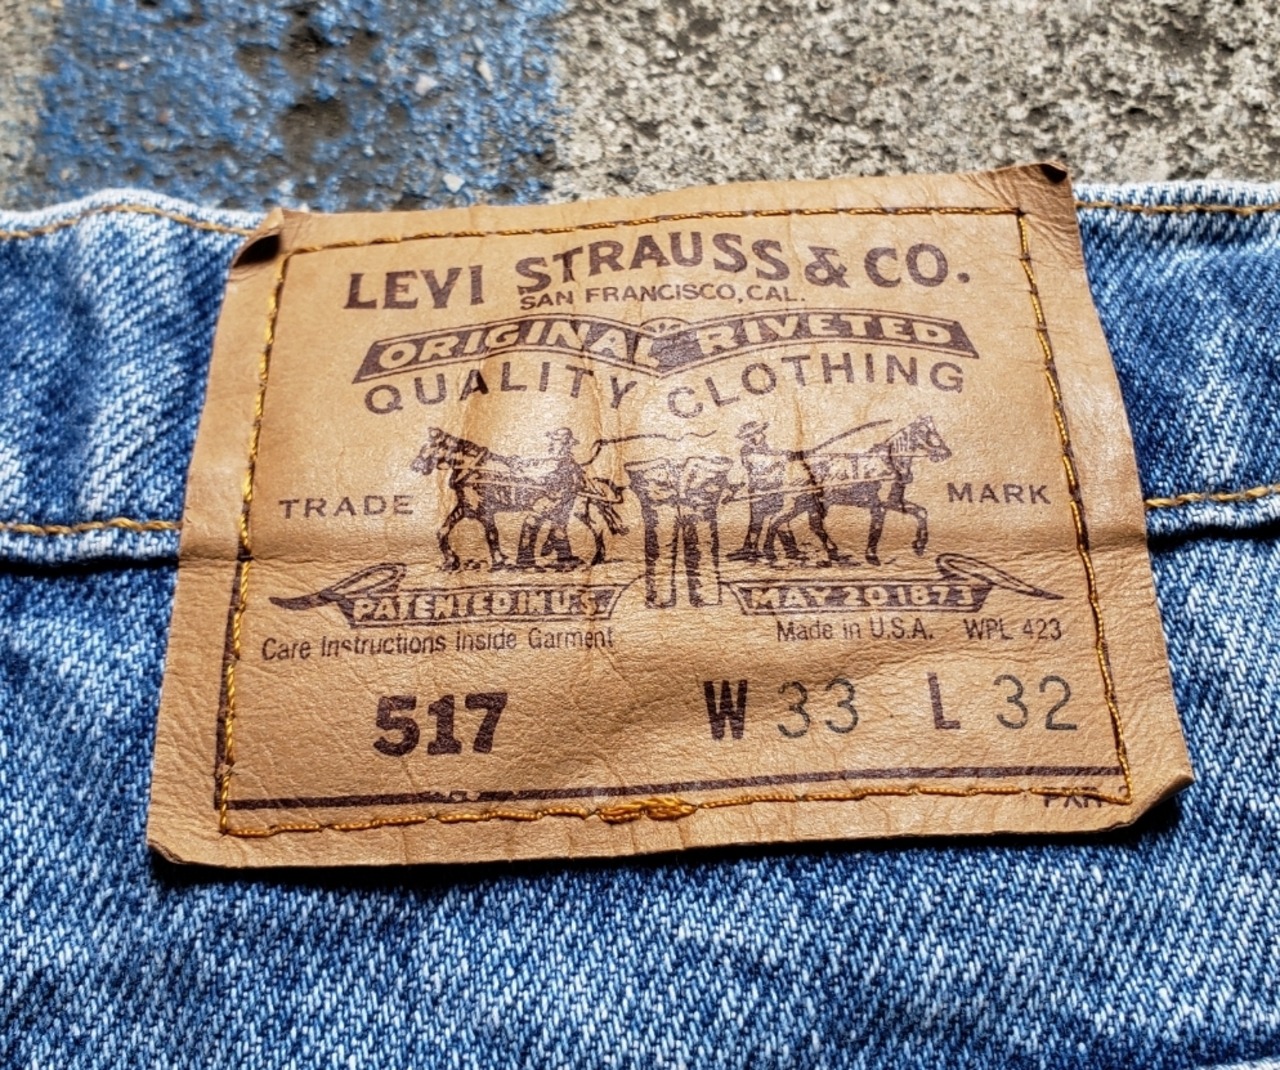 LEVI STRAUSS & CO.
SAN FRANCISCO, CAL.
ORIGINAL RIVETED
QUALITY CLOTHING
TRADE MARK
PATENTED IN U.S. MAY 20 1873
Care Instructions Inside Garment Made in U.S.A. WPL 423
517 W 33 L 32